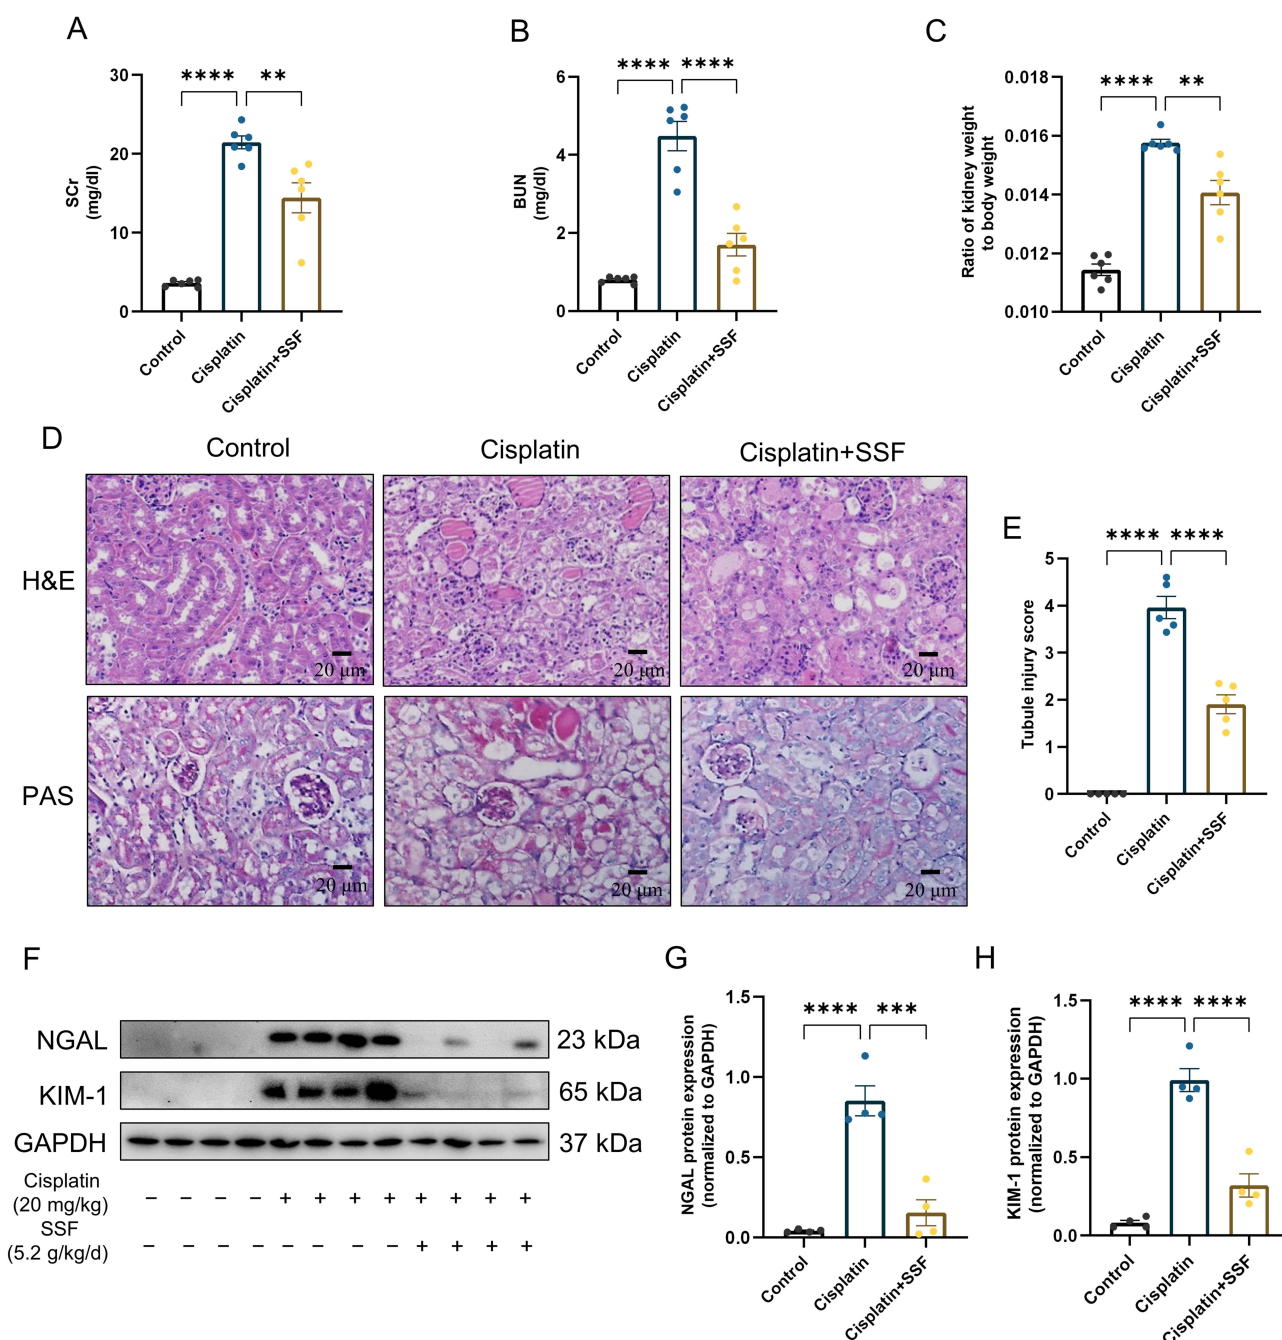 A
SCr
(mg/dl)
30
20
10
0
**** **
Control
Cisplatin
Cisplatin+SSF
B
BUN
(mg/dl)
6
4
2
0
**** ****
Control
Cisplatin
Cisplatin+SSF
C
Ratio of kidney weight
to body weight
0.018
0.016
0.014
0.012
0.010
**** **
Control
Cisplatin
Cisplatin+SSF
D
Control Cisplatin Cisplatin+SSF
H&E
20 μm 20 μm 20 μm
PAS
20 μm 20 μm 20 μm
E
Tubule injury score
5
4
3
2
1
0
**** ****
Control
Cisplatin
Cisplatin+SSF
F
NGAL 23 kDa
KIM-1 65 kDa
GAPDH 37 kDa
Cisplatin
(20 mg/kg) − − − − + + + + + + + +
SSF
(5.2 g/kg/d) − − − − − − − − + + + +
G
NGAL protein expression
(normalized to GAPDH)
1.5
1.0
0.5
0.0
**** ***
Control
Cisplatin
Cisplatin+SSF
H
KIM-1 protein expression
(normalized to GAPDH)
1.5
1.0
0.5
0.0
**** ****
Control
Cisplatin
Cisplatin+SSF